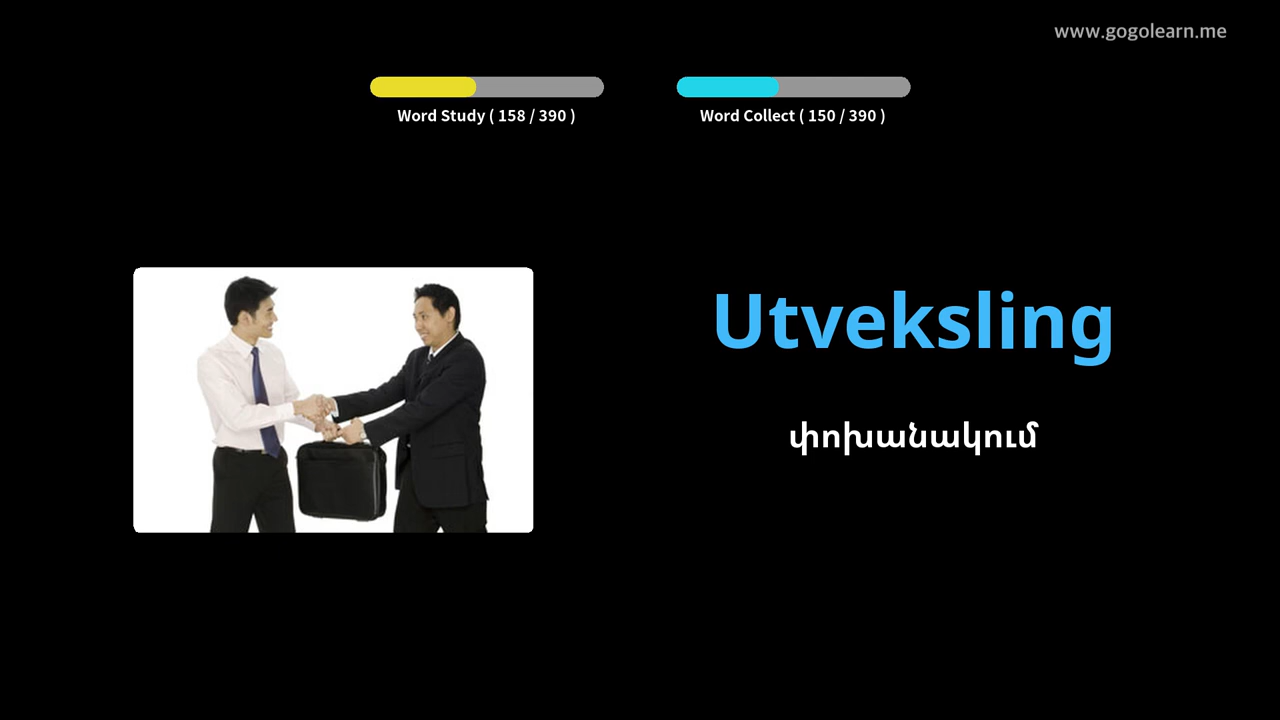 www.gogolearn.me
Word Study ( 158 / 390 )
Word Collect ( 150 / 390 )
Utveksling
փոխանակում